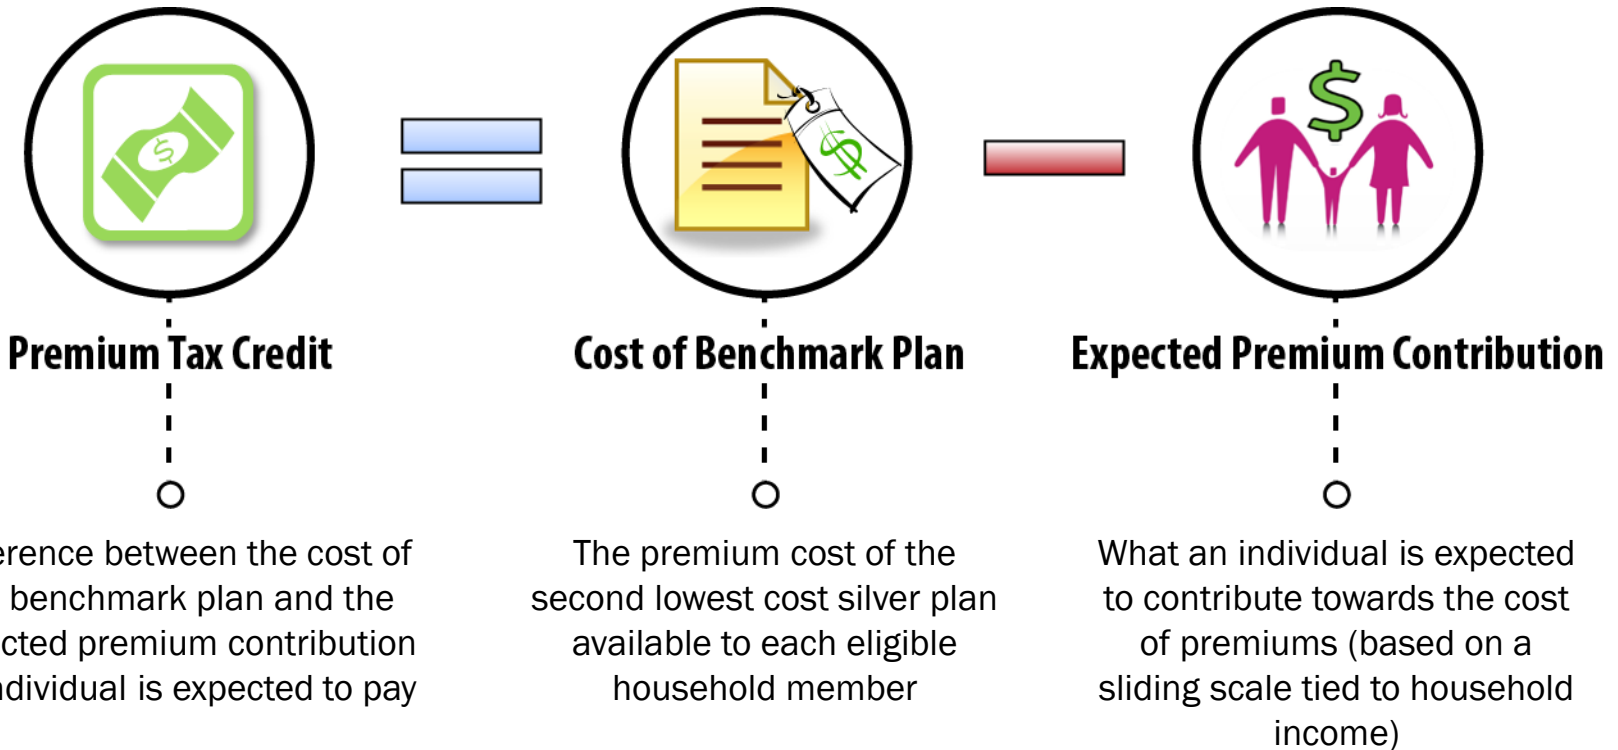 Premium Tax Credit
erence between the cost of
benchmark plan and the
cted premium contribution
ndividual is expected to pay
Cost of Benchmark Plan
The premium cost of the
second lowest cost silver plan
available to each eligible
household member
Expected Premium Contribution
What an individual is expected
to contribute towards the cost
of premiums (based on a
sliding scale tied to household
income)